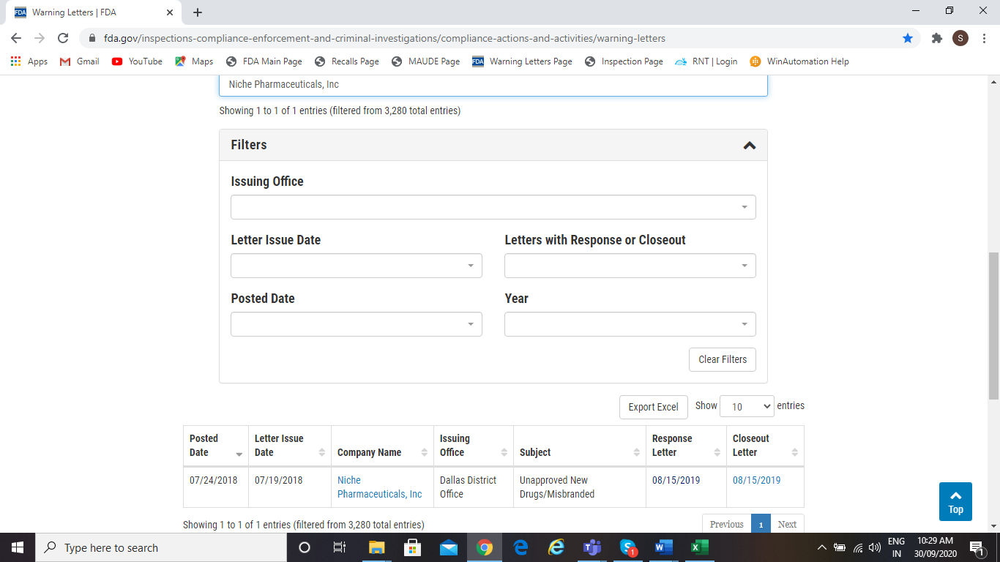 Warning Letters | FDA
fda.gov/inspections-compliance-enforcement-and-criminal-investigations/compliance-actions-and-activities/warning-letters
S
Apps Gmail YouTube Maps FDA Main Page Recalls Page MAUDE Page FDA Warning Letters Page Inspection Page RNT | Login WinAutomation Help
Niche Pharmaceuticals, Inc
Showing 1 to 1 of 1 entries (filtered from 3,280 total entries)
Filters
Issuing Office
Letter Issue Date Letters with Response or Closeout
Posted Date Year
Clear Filters
Export Excel Show 10 entries
Posted Date Letter Issue Date Company Name Issuing Office Subject Response Letter Closeout Letter
07/24/2018 07/19/2018 Niche Pharmaceuticals, Inc Dallas District Office Unapproved New Drugs/Misbranded 08/15/2019 08/15/2019
Top
Showing 1 to 1 of 1 entries (filtered from 3,280 total entries) Previous 1 Next
Type here to search
ENG
IN
10:29 AM
30/09/2020
1